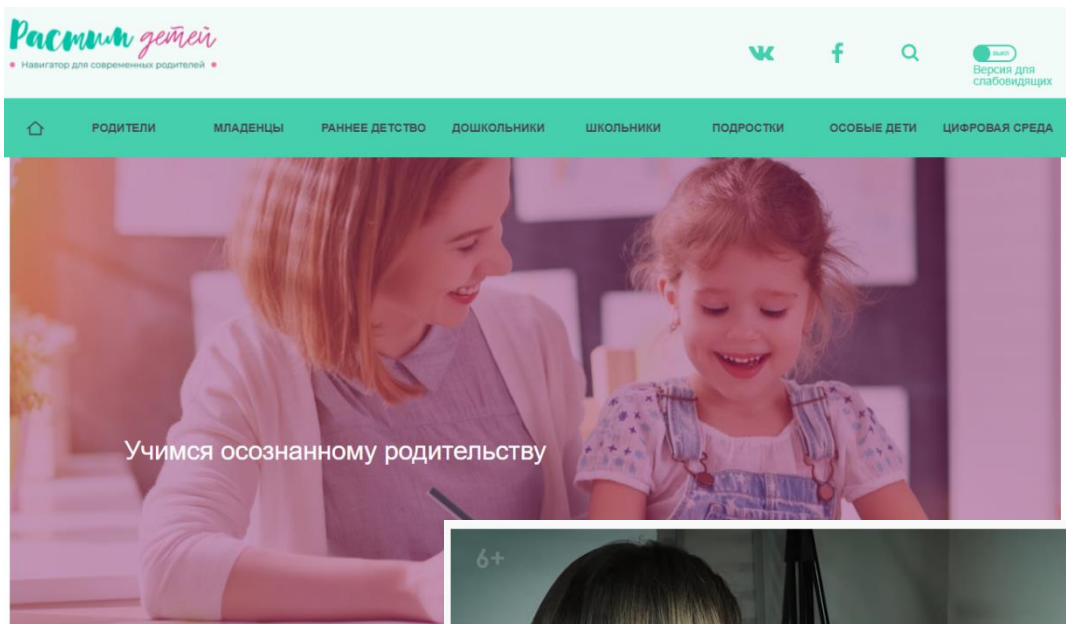 Растим детей
• Навигатор для современных родителей •
выкл
Версия для
слабовидящих
РОДИТЕЛИ МЛАДЕНЦЫ РАННЕЕ ДЕТСТВО ДОШКОЛЬНИКИ ШКОЛЬНИКИ ПОДРОСТКИ ОСОБЫЕ ДЕТИ ЦИФРОВАЯ СРЕДА
Учимся осознанному родительству
6+